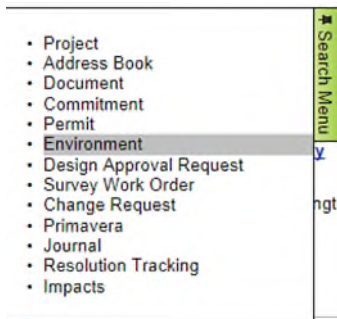 Project
Address Book
Document
Commitment
Permit
Environment
Design Approval Request
Survey Work Order
Change Request
Primavera
Journal
Resolution Tracking
Impacts
Search Menu
y
ngt